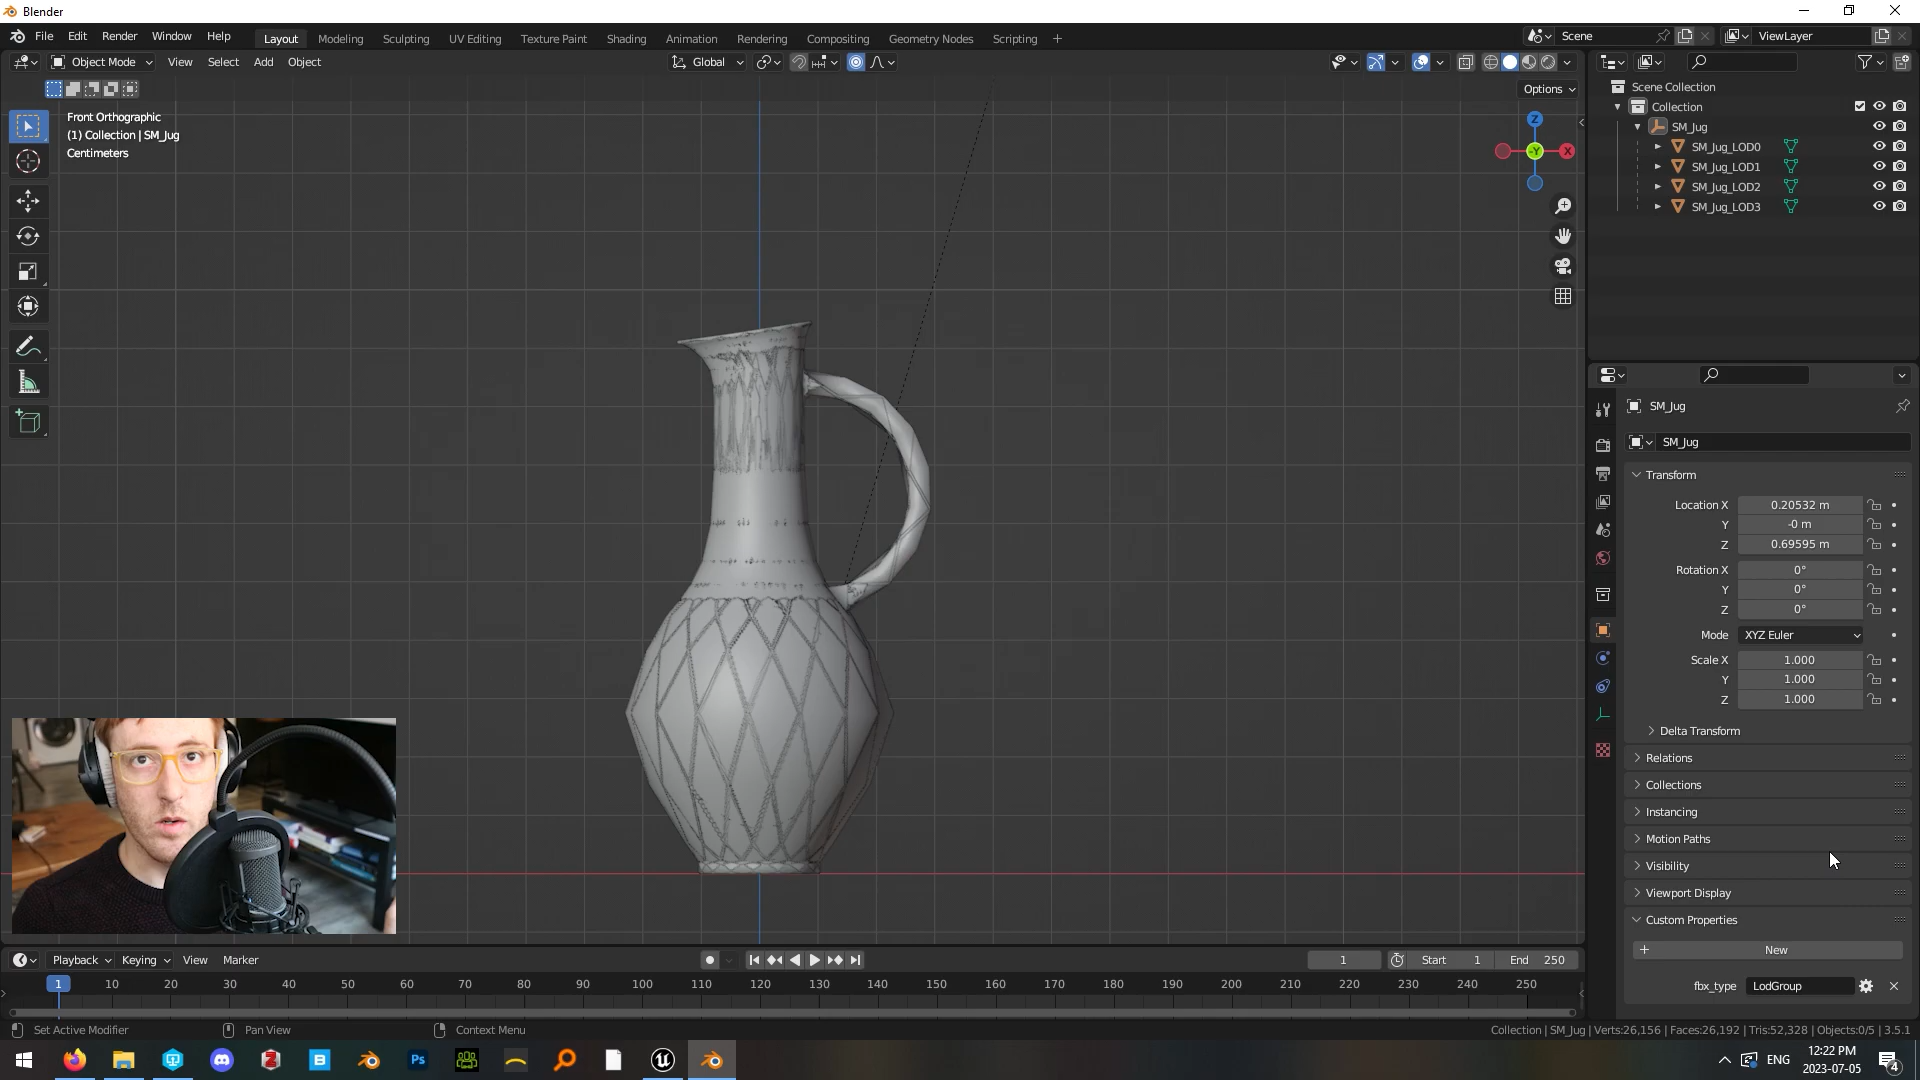 Blender
File Edit Render Window Help
Layout Modeling Sculpting UV Editing Texture Paint Shading Animation Rendering Compositing Geometry Nodes Scripting +
Scene
ViewLayer
Object Mode View Select Add Object
Global
Options
Front Orthographic
(1) Collection | SM_Jug
Centimeters
Z
-Y
X
Scene Collection
Collection
SM_Jug
SM_Jug_LOD0
SM_Jug_LOD1
SM_Jug_LOD2
SM_Jug_LOD3
SM_Jug
SM_Jug
Transform
Location X 0.20532 m
Y -0 m
Z 0.69595 m
Rotation X 0°
Y 0°
Z 0°
Mode XYZ Euler
Scale X 1.000
Y 1.000
Z 1.000
Delta Transform
Relations
Collections
Instancing
Motion Paths
Visibility
Viewport Display
Custom Properties
+ New
fbx_type LodGroup
Playback Keying View Marker
1 Start 1 End 250
1 10 20 30 40 50 60 70 80 90 100 110 120 130 140 150 160 170 180 190 200 210 220 230 240 250
Set Active Modifier Pan View Context Menu
Collection | SM_Jug | Verts:26,156 | Faces:26,192 | Tris:52,328 | Objects:0/5 | 3.5.1
Z
B
Ps
ENG
12:22 PM
2023-07-05
4